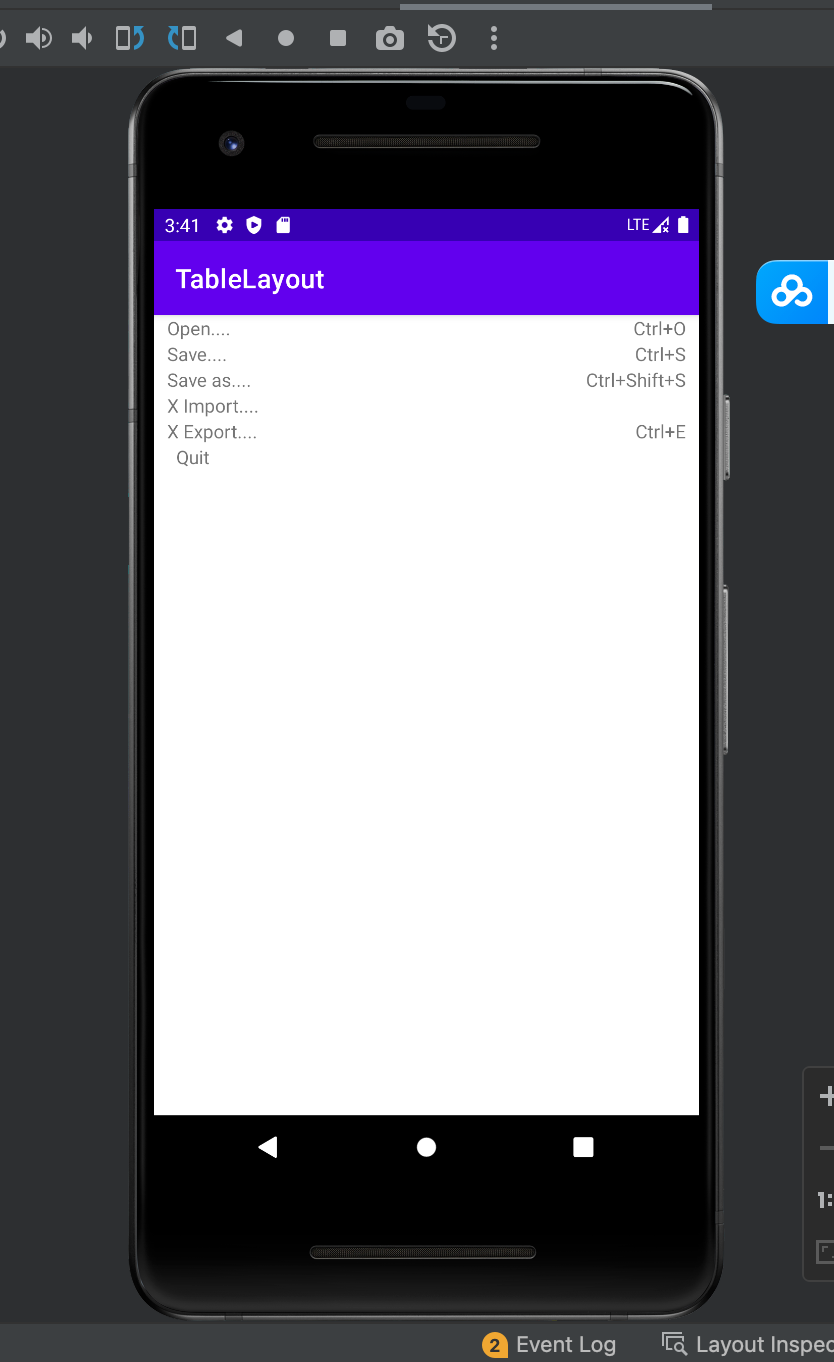 3:41 LTE
TableLayout
Open.... Ctrl+O
Save.... Ctrl+S
Save as.... Ctrl+Shift+S
X Import....
X Export.... Ctrl+E
Quit
1:
2 Event Log Layout Inspec